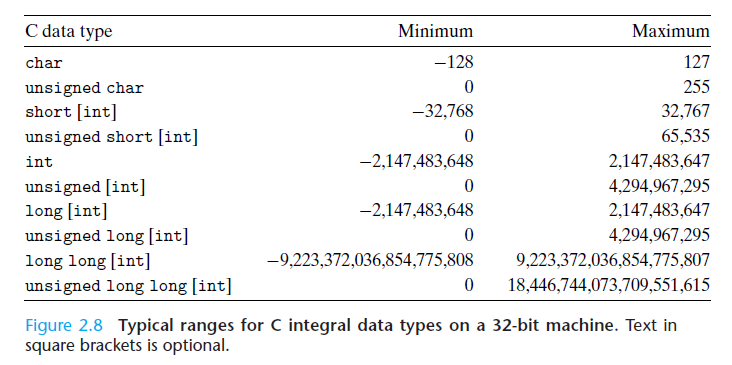 C data type Minimum Maximum
char −128 127
unsigned char 0 255
short [int] −32,768 32,767
unsigned short [int] 0 65,535
int −2,147,483,648 2,147,483,647
unsigned [int] 0 4,294,967,295
long [int] −2,147,483,648 2,147,483,647
unsigned long [int] 0 4,294,967,295
long long [int] −9,223,372,036,854,775,808 9,223,372,036,854,775,807
unsigned long long [int] 0 18,446,744,073,709,551,615
Figure 2.8 Typical ranges for C integral data types on a 32-bit machine. Text in
square brackets is optional.